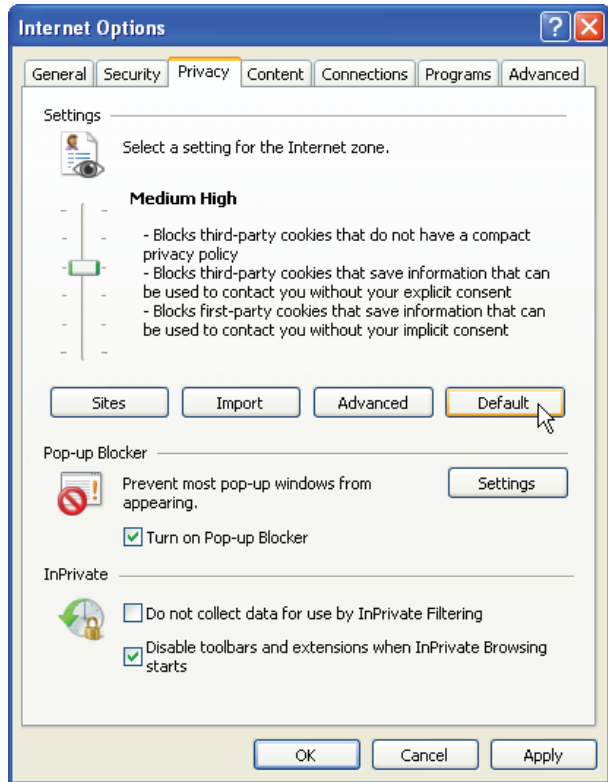 Internet Options
General Security Privacy Content Connections Programs Advanced
Settings
Select a setting for the Internet zone.
Medium High
- Blocks third-party cookies that do not have a compact
privacy policy
- Blocks third-party cookies that save information that can
be used to contact you without your explicit consent
- Blocks first-party cookies that save information that can
be used to contact you without your implicit consent
Sites Import Advanced Default
Pop-up Blocker
Prevent most pop-up windows from
appearing.
Settings
Turn on Pop-up Blocker
InPrivate
Do not collect data for use by InPrivate Filtering
Disable toolbars and extensions when InPrivate Browsing
starts
OK Cancel Apply